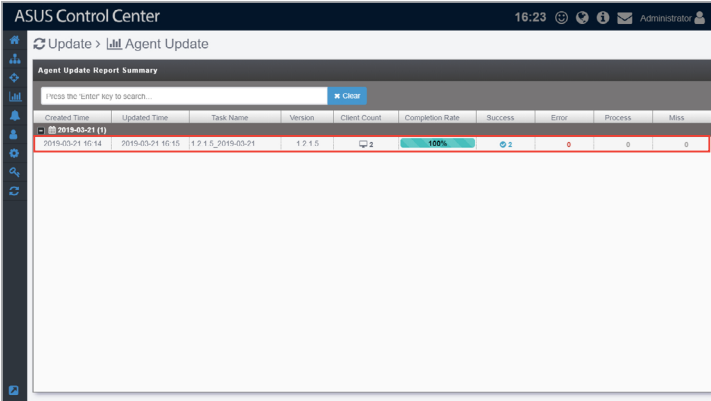 ASUS Control Center
16:23 Administrator
Update > Agent Update
Agent Update Report Summary
Press the 'Enter' key to search...
Clear
Created Time Updated Time Task Name Version Client Count Completion Rate Success Error Process Miss
2019-03-21 (1)
2019-03-21 16:14 2019-03-21 16:15 1.2.1.5_2019-03-21 1.2.1.5 2 100% 2 0 0 0